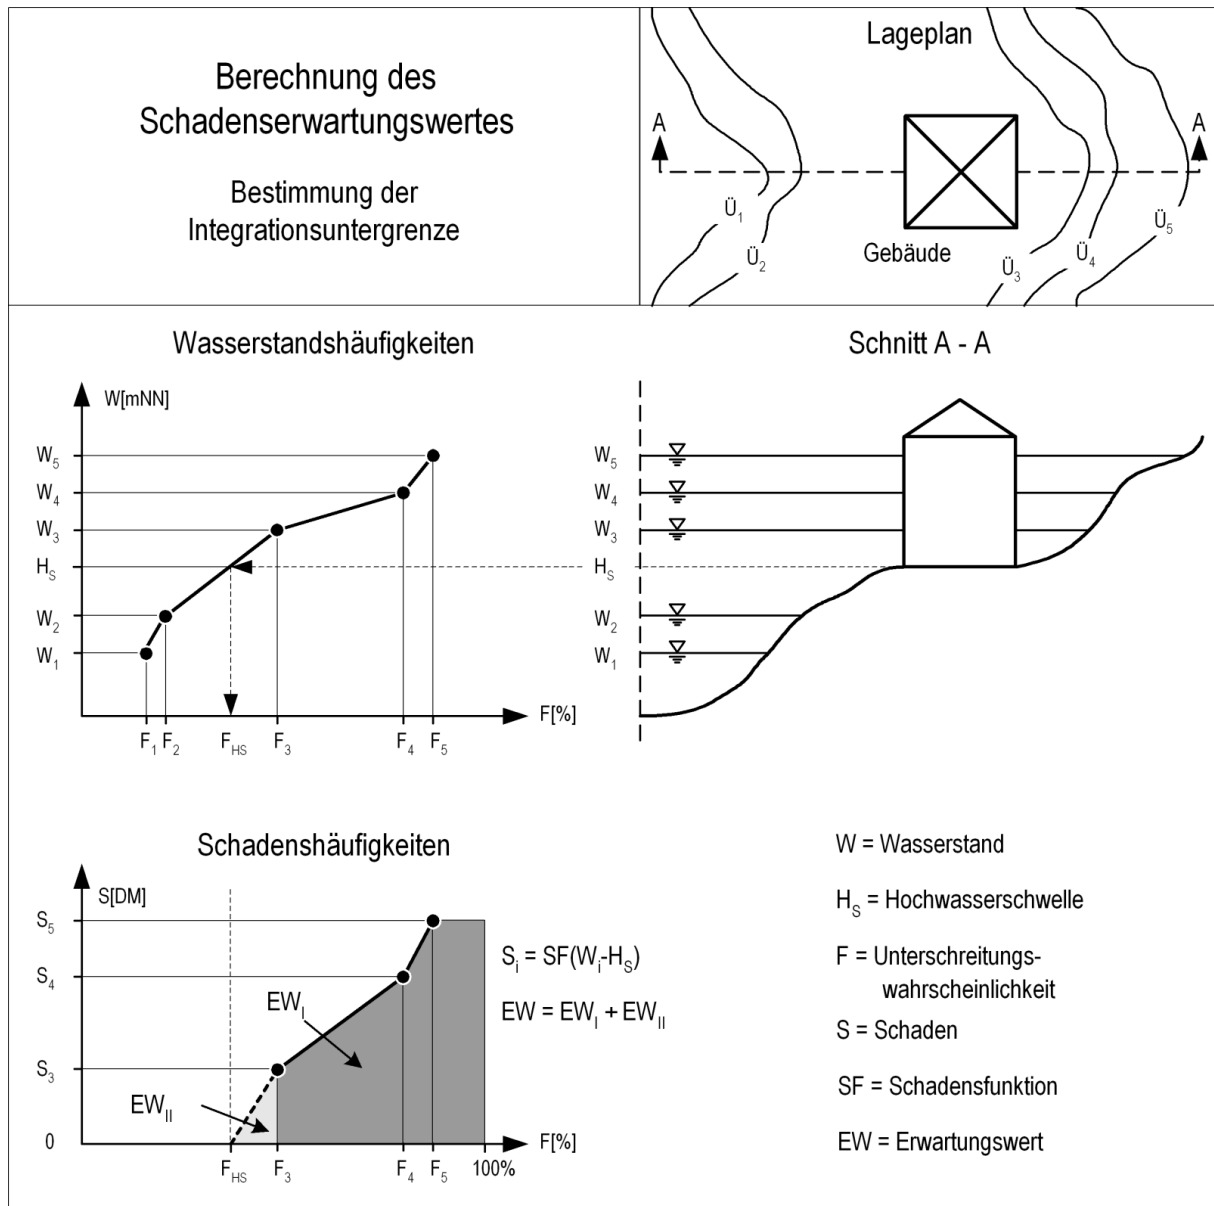 Berechnung des
Schadenserwartungswertes
Bestimmung der
Integrationsuntergrenze
Lageplan
A
A
Ü1
Ü2
Gebäude
Ü3
Ü4
Ü5
Wasserstandshäufigkeiten
W[mNN]
W5
W4
W3
HS
W2
W1
F1
F2
FHS
F3
F4
F5
F[%]
Schnitt A - A
W5
W4
W3
HS
W2
W1
Schadenshäufigkeiten
S[DM]
S5
S4
S3
0
EWI
EWII
FHS
F3
F4
F5
100%
F[%]
Si = SF(Wi-HS)
EW = EWI + EWII
W = Wasserstand
HS = Hochwasserschwelle
F = Unterschreitungs-
wahrscheinlichkeit
S = Schaden
SF = Schadensfunktion
EW = Erwartungswert